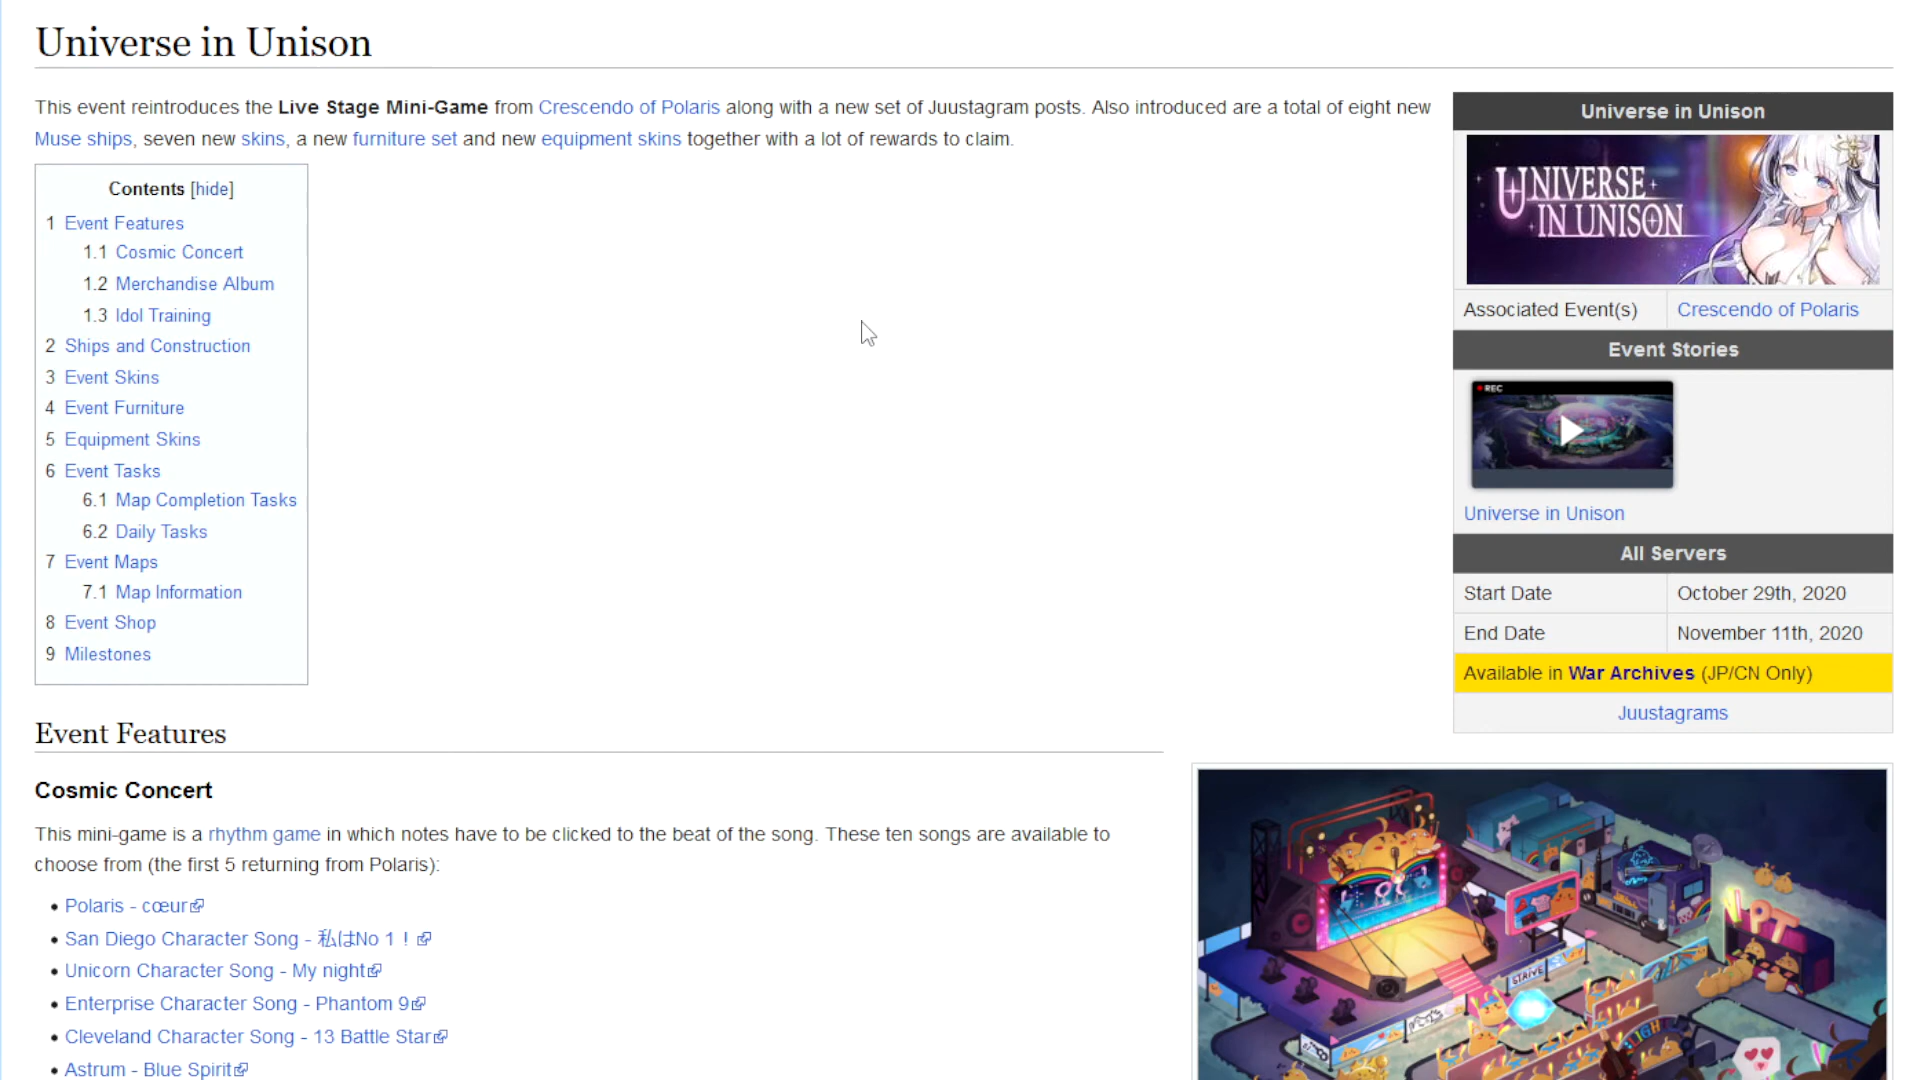 Universe in Unison
This event reintroduces the Live Stage Mini-Game from Crescendo of Polaris along with a new set of Juustagram posts. Also introduced are a total of eight new
Muse ships, seven new skins, a new furniture set and new equipment skins together with a lot of rewards to claim.
Contents [hide]
1 Event Features
1.1 Cosmic Concert
1.2 Merchandise Album
1.3 Idol Training
2 Ships and Construction
3 Event Skins
4 Event Furniture
5 Equipment Skins
6 Event Tasks
6.1 Map Completion Tasks
6.2 Daily Tasks
7 Event Maps
7.1 Map Information
8 Event Shop
9 Milestones
Universe in Unison
UNIVERSE
IN UNISON
Associated Event(s) Crescendo of Polaris
Event Stories
REC
Universe in Unison
All Servers
Start Date October 29th, 2020
End Date November 11th, 2020
Available in War Archives (JP/CN Only)
Juustagrams
Event Features
Cosmic Concert
This mini-game is a rhythm game in which notes have to be clicked to the beat of the song. These ten songs are available to
choose from (the first 5 returning from Polaris):
• Polaris - cœur
• San Diego Character Song - 私はNo 1！
• Unicorn Character Song - My night
• Enterprise Character Song - Phantom 9
• Cleveland Character Song - 13 Battle Star
• Astrum - Blue Spirit
STRIVE